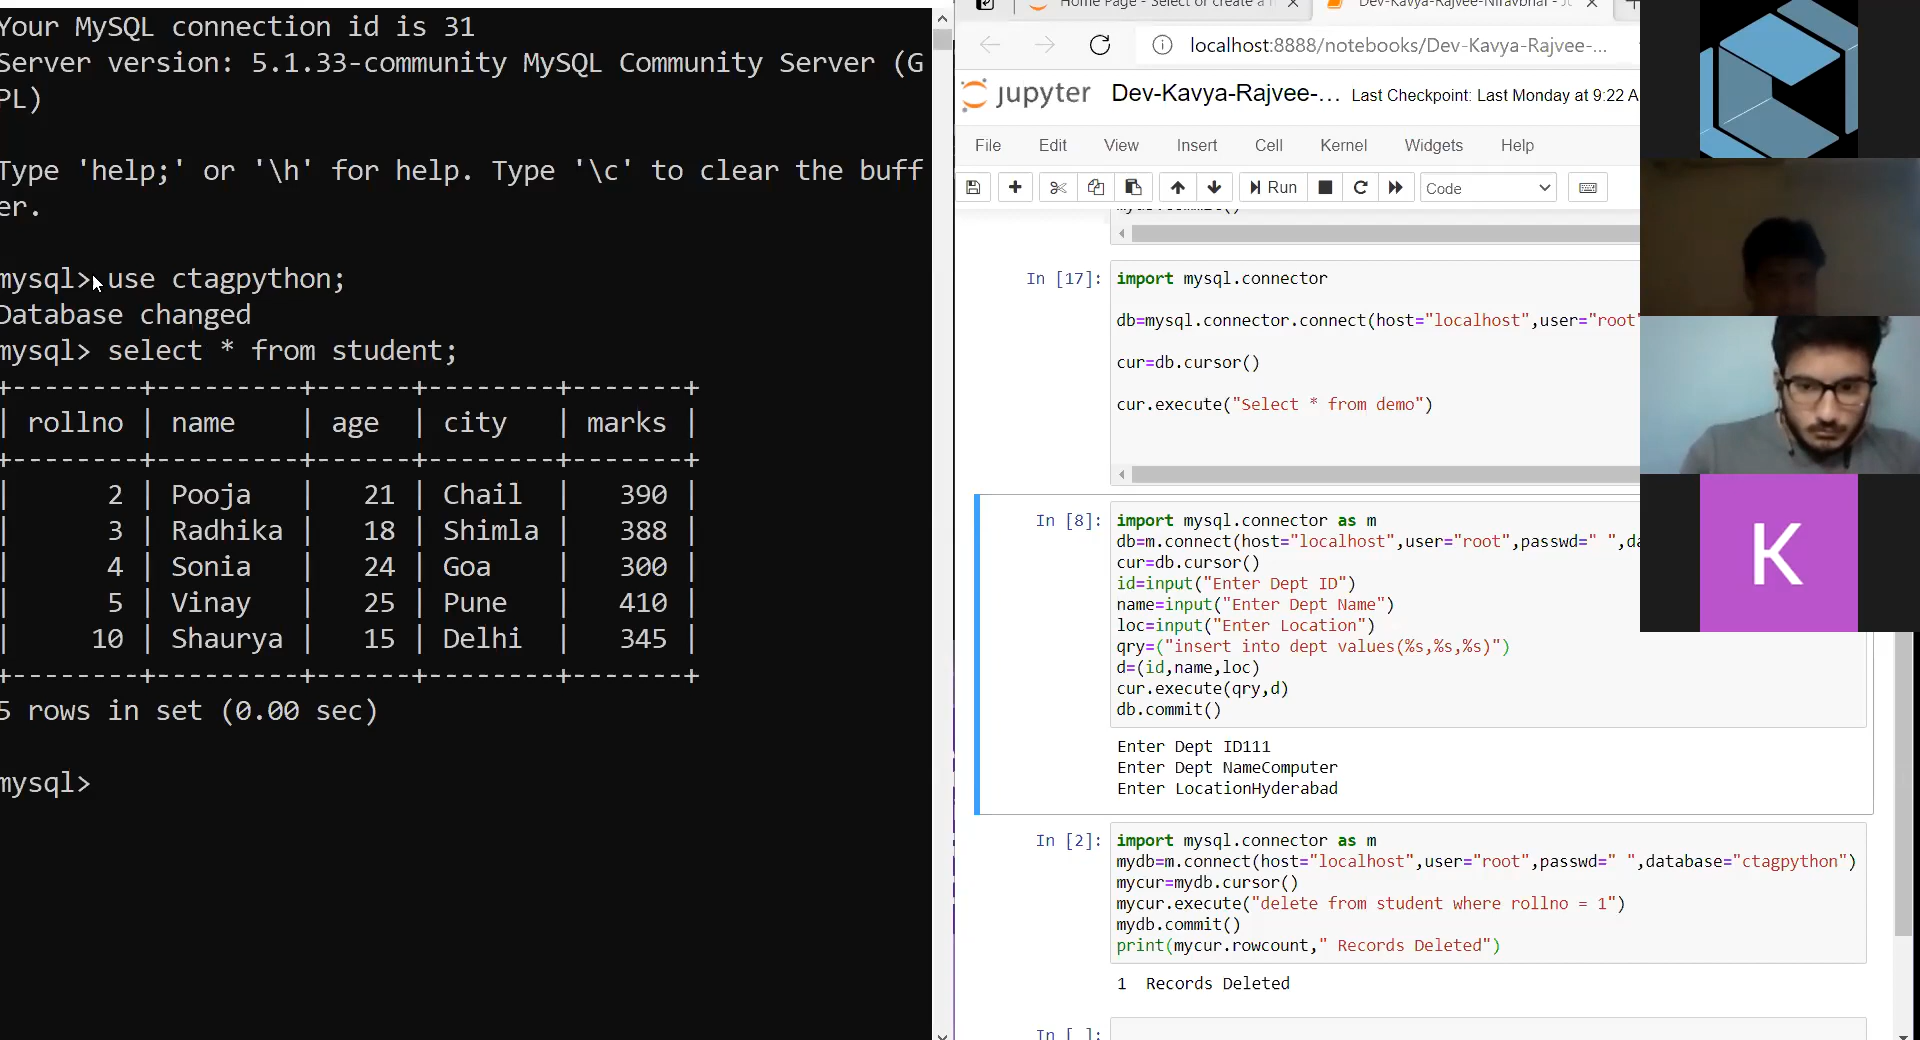 Your MySQL connection id is 31
Server version: 5.1.33-community MySQL Community Server (G
PL)
Type 'help;' or '\h' for help. Type '\c' to clear the buff
er.
mysql> use ctagpython;
Database changed
mysql> select * from student;
+--------+---------+------+--------+-------+
| rollno | name | age | city | marks |
+--------+---------+------+--------+-------+
| 2 | Pooja | 21 | Chail | 390 |
| 3 | Radhika | 18 | Shimla | 388 |
| 4 | Sonia | 24 | Goa | 300 |
| 5 | Vinay | 25 | Pune | 410 |
| 10 | Shaurya | 15 | Delhi | 345 |
+--------+---------+------+--------+-------+
5 rows in set (0.00 sec)
mysql>
Home Page - Select or create a
Dev-Kavya-Rajvee-Niravbhai -
localhost:8888/notebooks/Dev-Kavya-Rajvee-...
jupyter Dev-Kavya-Rajvee-... Last Checkpoint: Last Monday at 9:22 A
File Edit View Insert Cell Kernel Widgets Help
Run Code
In [17]: import mysql.connector
db=mysql.connector.connect(host="localhost",user="root"
cur=db.cursor()
cur.execute("Select * from demo")
In [8]: import mysql.connector as m
db=m.connect(host="localhost",user="root",passwd=" ",da
cur=db.cursor()
id=input("Enter Dept ID")
name=input("Enter Dept Name")
loc=input("Enter Location")
qry=("insert into dept values(%s,%s,%s)")
d=(id,name,loc)
cur.execute(qry,d)
db.commit()
Enter Dept ID111
Enter Dept NameComputer
Enter LocationHyderabad
In [2]: import mysql.connector as m
mydb=m.connect(host="localhost",user="root",passwd=" ",database="ctagpython")
mycur=mydb.cursor()
mycur.execute("delete from student where rollno = 1")
mydb.commit()
print(mycur.rowcount," Records Deleted")
1 Records Deleted
In [ ]:
K